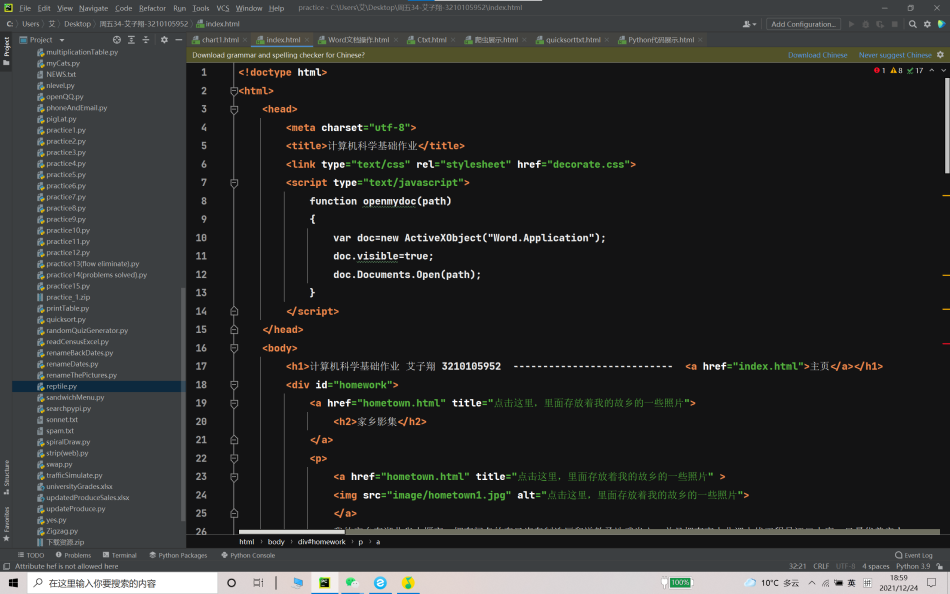 File Edit View Navigate Code Refactor Run Tools VCS Window Help practice - C:\Users\艾\Desktop\周五34-艾子翔-3210105952\index.html
C: Users 艾 Desktop 周五34-艾子翔-3210105952 index.html
Add Configuration...
Project
chart1.html index.html Word文档操作.html Ctxt.html 爬虫展示.html quicksorttxt.html Python代码展示.html
Download grammar and spelling checker for Chinese? Download Chinese Never suggest Chinese
1 8 17
multiplicationTable.py
myCats.py
NEWS.txt
nlevel.py
openQQ.py
phoneAndEmail.py
pigLat.py
practice1.py
practice2.py
practice3.py
practice4.py
practice5.py
practice6.py
practice7.py
practice8.py
practice9.py
practice10.py
practice11.py
practice12.py
practice13(flow eliminate).py
practice14(problems solved).py
practice15.py
practice_1.zip
printTable.py
quicksort.py
randomQuizGenerator.py
readCensusExcel.py
renameBackDates.py
renameDates.py
renameThePictures.py
reptile.py
sandwichMenu.py
searchpypi.py
sonnet.txt
spam.txt
spiralDraw.py
strip(web).py
swap.py
trafficSimulate.py
universityGrades.xlsx
updatedProduceSales.xlsx
updateProduce.py
yes.py
Zigzag.py
下载资源.zip
Project
Structure
Favorites
1 <!doctype html>
2 <html>
3 <head>
4 <meta charset="utf-8">
5 <title>计算机科学基础作业</title>
6 <link type="text/css" rel="stylesheet" href="decorate.css">
7 <script type="text/javascript">
8 function openmydoc(path)
9 {
10 var doc=new ActiveXObject("Word.Application");
11 doc.visible=true;
12 doc.Documents.Open(path);
13 }
14 </script>
15 </head>
16 <body>
17 <h1>计算机科学基础作业 艾子翔 3210105952 --------------------------- <a href="index.html">主页</a></h1>
18 <div id="homework">
19 <a href="hometown.html" title="点击这里，里面存放着我的故乡的一些照片">
20 <h2>家乡影集</h2>
21 </a>
22 <p>
23 <a href="hometown.html" title="点击这里，里面存放着我的故乡的一些照片" >
24 <img src="image/hometown1.jpg" alt="点击这里，里面存放着我的故乡的一些照片">
25 </a>
26
html body div#homework p a
TODO Problems Terminal Python Packages Python Console Event Log
Attribute hef is not allowed here 32:21 CRLF UTF-8 4 spaces Python 3.9
在这里输入你要搜索的内容
100%
10°C 多云 英
18:59
2021/12/24